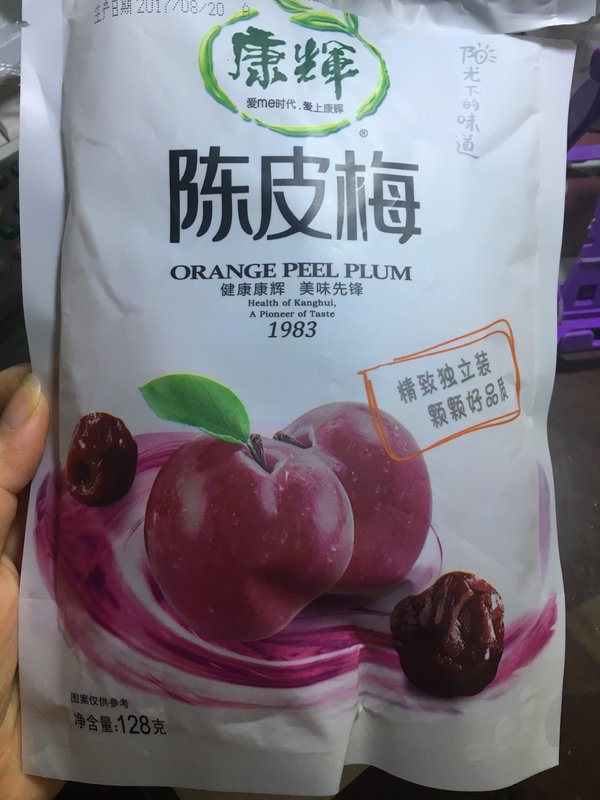 生产日期 2017/08/20
康輝
爱me时代,爱上康辉
®
阳光下的味道
陈皮梅
ORANGE PEEL PLUM
健康康辉 美味先锋
Health of Kanghui,
A Pioneer of Taste
1983
精致独立装
颗颗好品质
图案仅供参考
净含量:128克